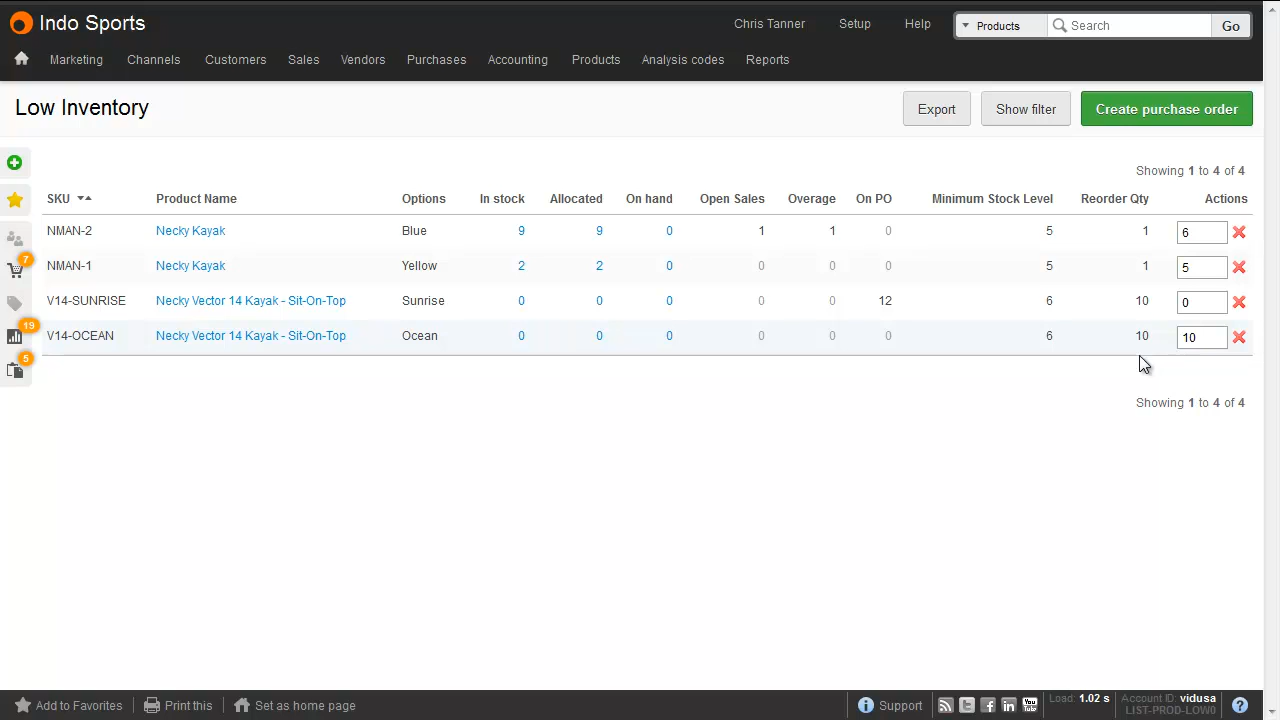 Indo Sports
Chris Tanner Setup Help Products Search Go
Marketing Channels Customers Sales Vendors Purchases Accounting Products Analysis codes Reports
Low Inventory
Export Show filter Create purchase order
Showing 1 to 4 of 4
SKU Product Name Options In stock Allocated On hand Open Sales Overage On PO Minimum Stock Level Reorder Qty Actions
NMAN-2 Necky Kayak Blue 9 9 0 1 1 0 5 1 6
NMAN-1 Necky Kayak Yellow 2 2 0 0 0 0 5 1 5
V14-SUNRISE Necky Vector 14 Kayak - Sit-On-Top Sunrise 0 0 0 0 0 12 6 10 0
V14-OCEAN Necky Vector 14 Kayak - Sit-On-Top Ocean 0 0 0 0 0 0 6 10 10
7
19
5
Showing 1 to 4 of 4
Add to Favorites Print this Set as home page Support You Tube Load: 1.02 s Account ID: vidusa
LIST-PROD-LOW0